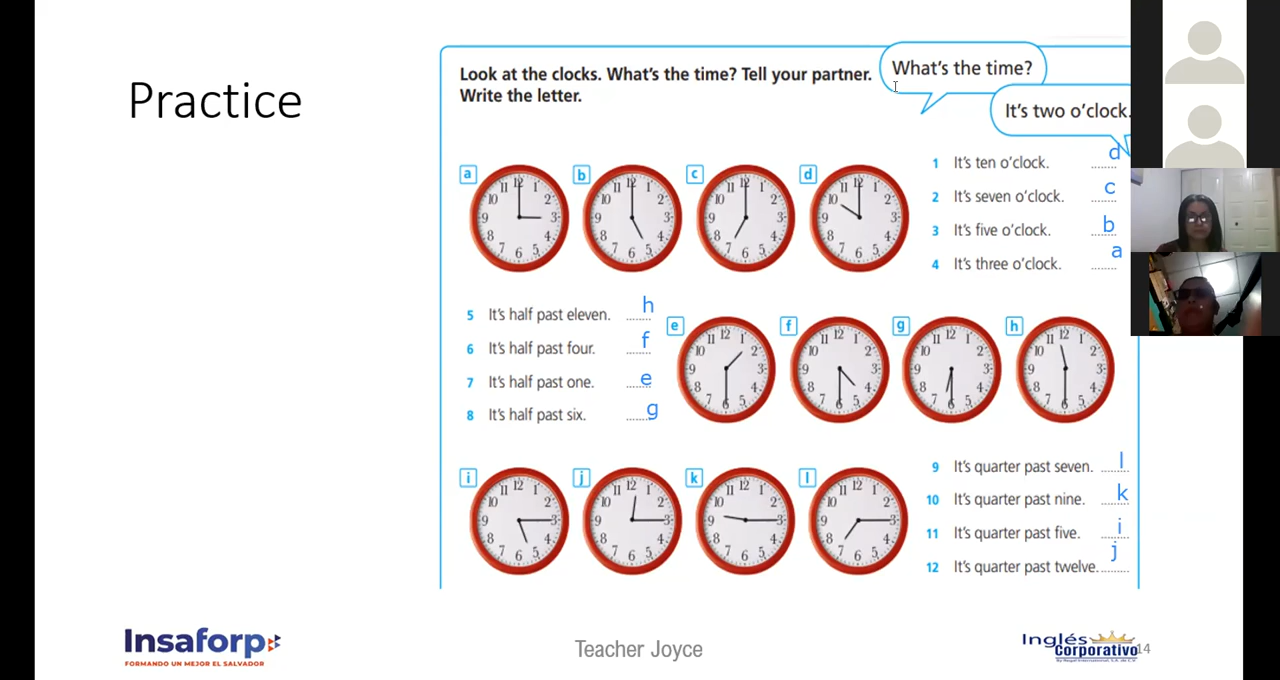 Practice
Look at the clocks. What's the time? Tell your partner.
Write the letter.
What's the time?
It's two o'clock.
a
b
c
d
1 It's ten o'clock. ........ d
2 It's seven o'clock. ........ c
3 It's five o'clock. ........ b
4 It's three o'clock. ........ a
5 It's half past eleven. ........ h
6 It's half past four. ........ f
7 It's half past one. ........ e
8 It's half past six. ........ g
e
f
g
h
i
j
k
l
9 It's quarter past seven. ........ l
10 It's quarter past nine. ........ k
11 It's quarter past five. ........ i
12 It's quarter past twelve. ........ j
Insaforp
FORMANDO UN MEJOR EL SALVADOR
Teacher Joyce
Inglés
Corporativo
14